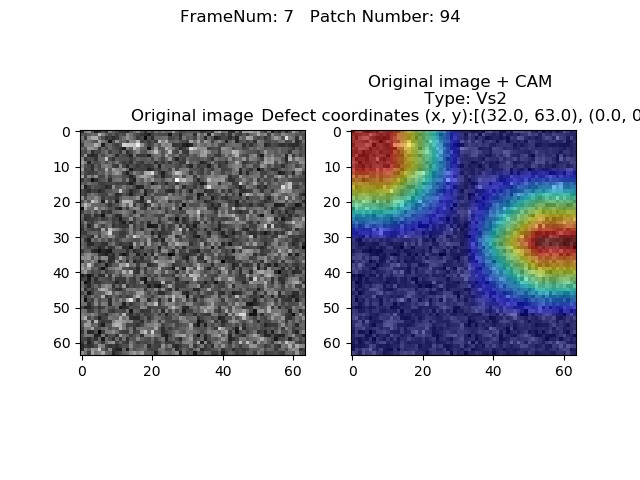 FrameNum: 7   Patch Number: 94
Original image + CAM
Type: Vs2
Original image
Defect coordinates (x, y):[(32.0, 63.0), (0.0, 0
0
10
20
30
40
50
60
0 20 40 60
0
10
20
30
40
50
60
0 20 40 60